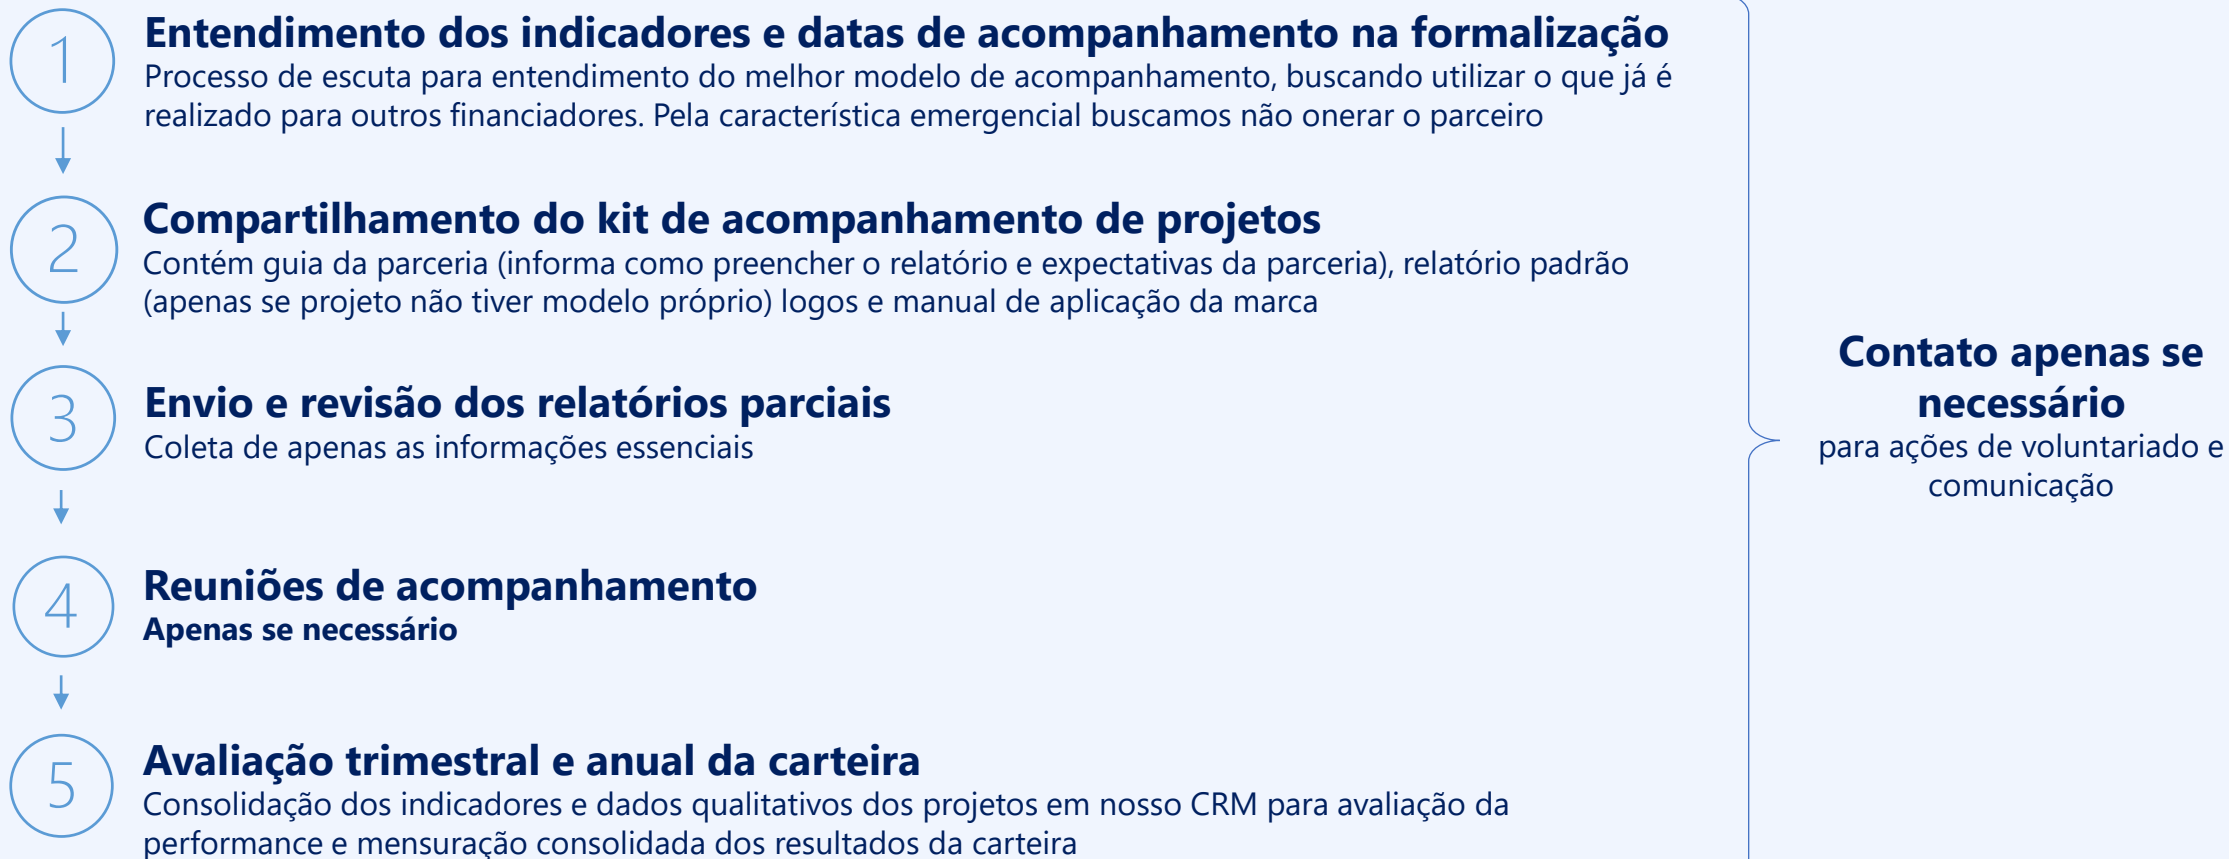 1
Entendimento dos indicadores e datas de acompanhamento na formalização
Processo de escuta para entendimento do melhor modelo de acompanhamento, buscando utilizar o que já é
realizado para outros financiadores. Pela característica emergencial buscamos não onerar o parceiro
2
Compartilhamento do kit de acompanhamento de projetos
Contém guia da parceria (informa como preencher o relatório e expectativas da parceria), relatório padrão
(apenas se projeto não tiver modelo próprio) logos e manual de aplicação da marca
3
Envio e revisão dos relatórios parciais
Coleta de apenas as informações essenciais
4
Reuniões de acompanhamento
Apenas se necessário
5
Avaliação trimestral e anual da carteira
Consolidação dos indicadores e dados qualitativos dos projetos em nosso CRM para avaliação da
performance e mensuração consolidada dos resultados da carteira
Contato apenas se
necessário
para ações de voluntariado e
comunicação